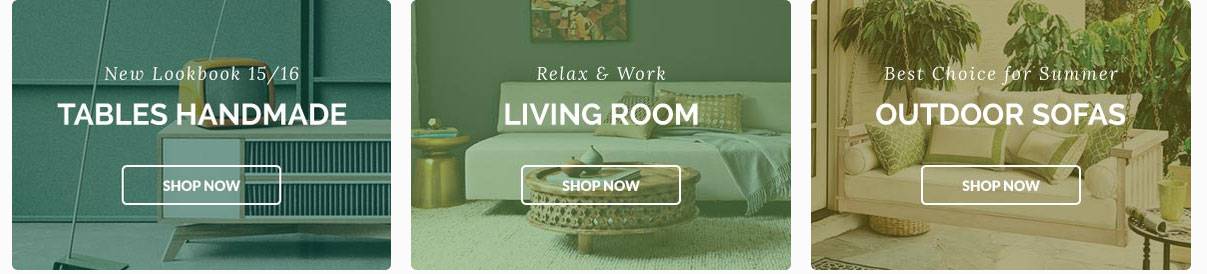 New Lookbook 15/16
TABLES HANDMADE
SHOP NOW
Relax & Work
LIVING ROOM
SHOP NOW
Best Choice for Summer
OUTDOOR SOFAS
SHOP NOW